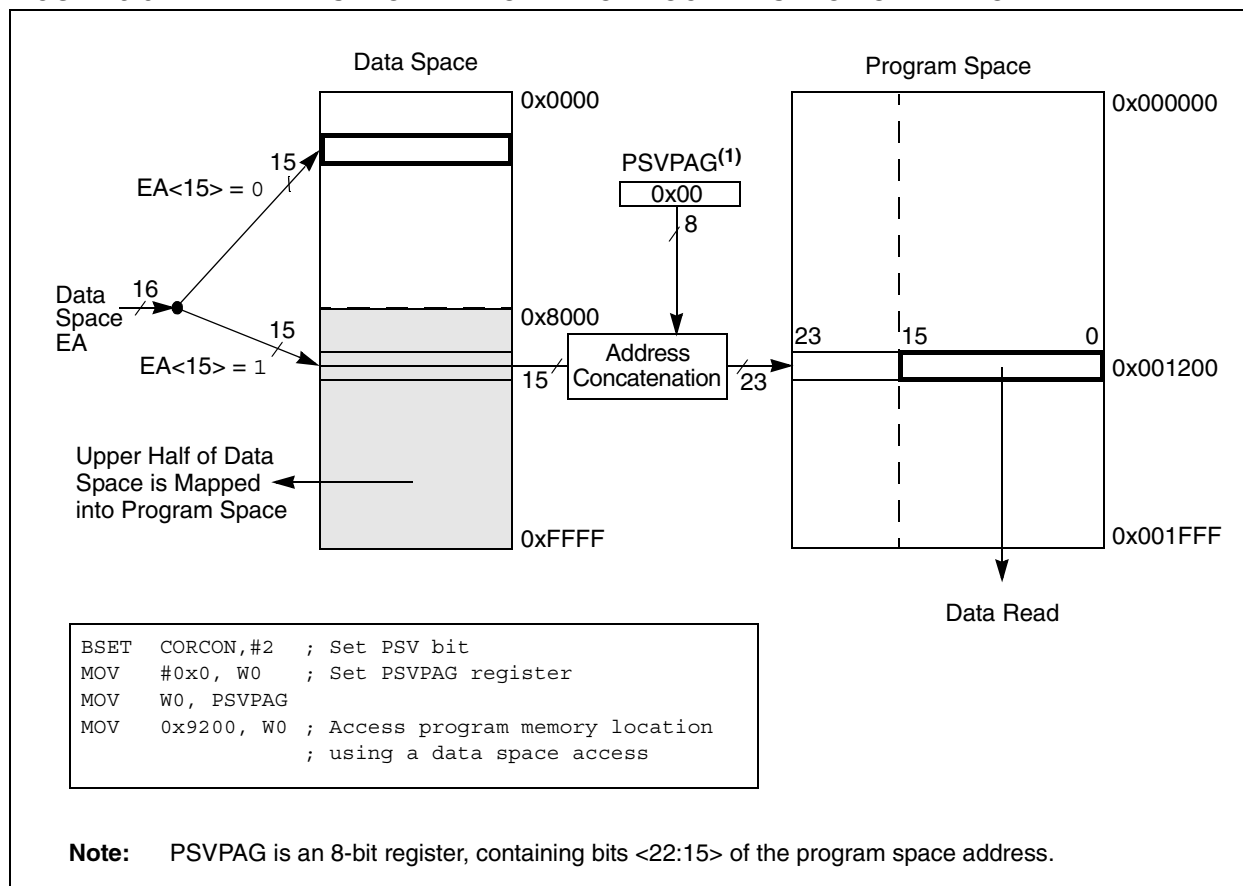 Data Space
Program Space
0x0000
0x000000
15
PSVPAG(1)
EA<15> = 0
0x00
8
16
Data
Space
EA
0x8000
15
EA<15> = 1
15
Address
Concatenation
23
23
15
0
0x001200
Upper Half of Data
Space is Mapped
into Program Space
0xFFFF
0x001FFF
Data Read
BSET CORCON,#2 ; Set PSV bit
MOV #0x0, W0 ; Set PSVPAG register
MOV W0, PSVPAG
MOV 0x9200, W0 ; Access program memory location
; using a data space access
Note: PSVPAG is an 8-bit register, containing bits <22:15> of the program space address.